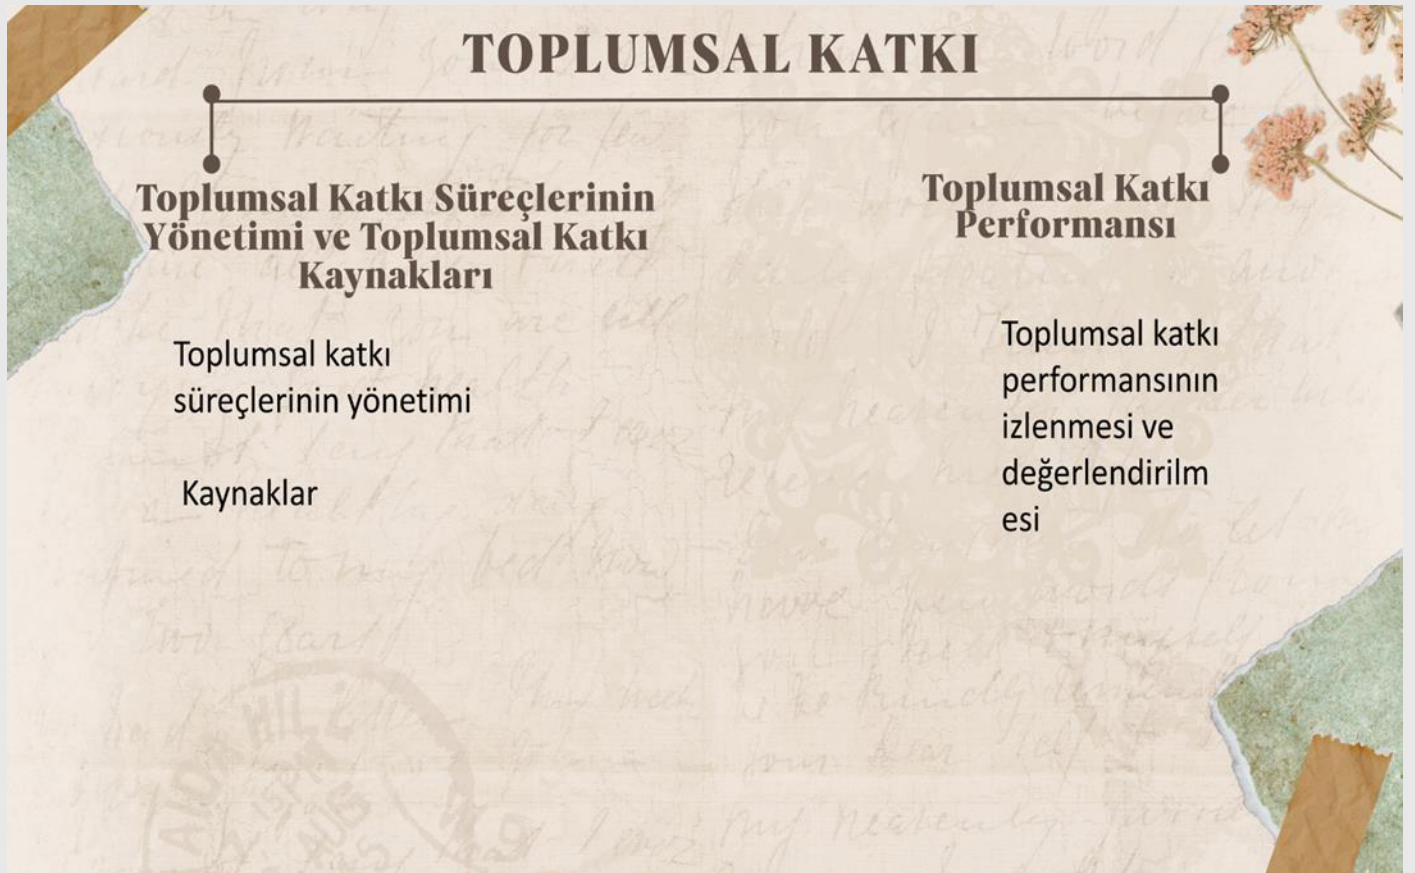 TOPLUMSAL KATKI
Toplumsal Katkı Süreçlerinin
Yönetimi ve Toplumsal Katkı
Kaynakları
Toplumsal katkı
süreçlerinin yönetimi
Kaynaklar
Toplumsal Katkı
Performansı
Toplumsal katkı
performansının
izlenmesi ve
değerlendirilm
esi